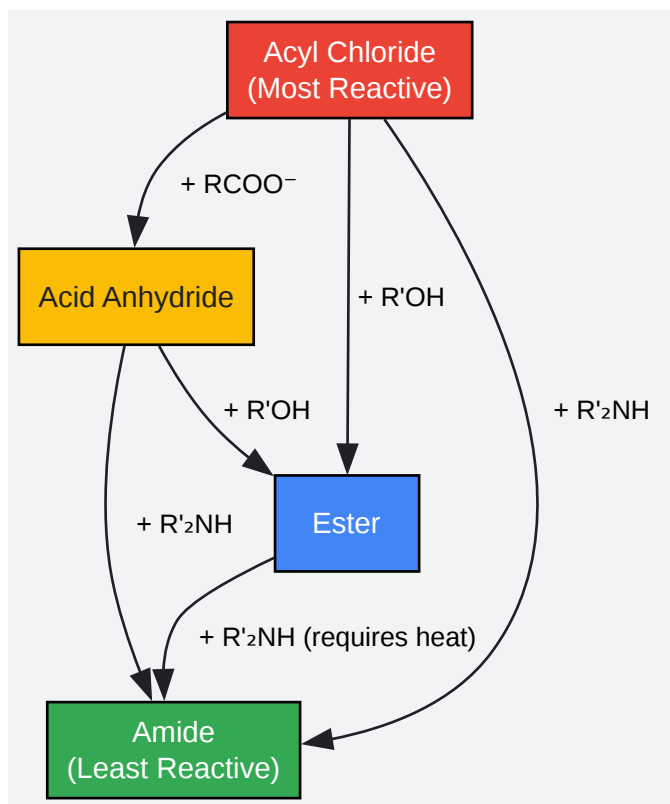 Acyl Chloride
(Most Reactive)
+ RCOO⁻
Acid Anhydride
+ R'OH
+ R'OH
+ R'₂NH
Ester
+ R'₂NH
+ R'₂NH (requires heat)
Amide
(Least Reactive)